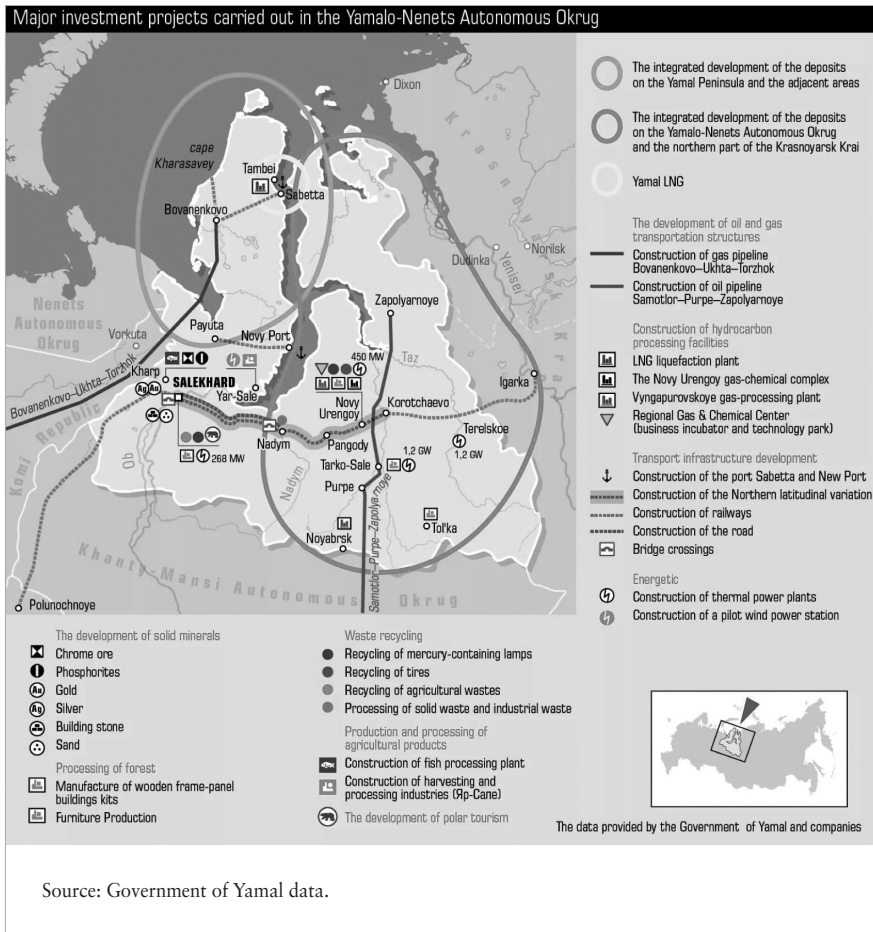 Major investment projects carried out in the Yamalo-Nenets Autonomous Okrug
Dixon
Krasnoyarsk Krai
cape
Kharasavey
Tambei
Sabetta
Bovanenkovo
Norilsk
Dudinka
Yenisei
Nenets
Autonomous
Okrug
Zapolyarnoye
Vorkuta
Payuta
Novy Port
450 MW
Taz
Kharp
Igarka
SALEKHARD
Ag
Au
Yar-Sale
Novy
Urengoy
Korotchaevo
Bovanenkovo–Ukhta–Torzhok
Komi Republic
Ob
Nadym
Pangody
Terelskoe
1,2 GW
1,2 GW
268 MW
Nadym
Tarko-Sale
Purpe
Tol'ka
Noyabrsk
Samotlor–Purpe–Zapolyarnoye
Khanty-Mansi Autonomous Okrug
Polunochnoye
The integrated development of the deposits
on the Yamal Peninsula and the adjacent areas
The integrated development of the deposits
on the Yamalo-Nenets Autonomous Okrug
and the northern part of the Krasnoyarsk Krai
Yamal LNG
The development of oil and gas
transportation structures
Construction of gas pipeline
Bovanenkovo–Ukhta–Torzhok
Construction of oil pipeline
Samotlor–Purpe–Zapolyarnoye
Construction of hydrocarbon
processing facilities
LNG liquefaction plant
The Novy Urengoy gas-chemical complex
Vyngapurovskoye gas-processing plant
Regional Gas & Chemical Center
(business incubator and technology park)
Transport infrastructure development
Construction of the port Sabetta and New Port
Construction of the Northern latitudinal variation
Construction of railways
Construction of the road
Bridge crossings
Energetic
Construction of thermal power plants
Construction of a pilot wind power station
The development of solid minerals
Chrome ore
Phosphorites
Au Gold
Ag Silver
Building stone
Sand
Processing of forest
Manufacture of wooden frame-panel
buildings kits
Furniture Production
Waste recycling
Recycling of mercury-containing lamps
Recycling of tires
Recycling of agricultural wastes
Processing of solid waste and industrial waste
Production and processing of
agricultural products
Construction of fish processing plant
Construction of harvesting and
processing industries (Яр-Сале)
The development of polar tourism
The data provided by the Government of Yamal and companies
Source: Government of Yamal data.